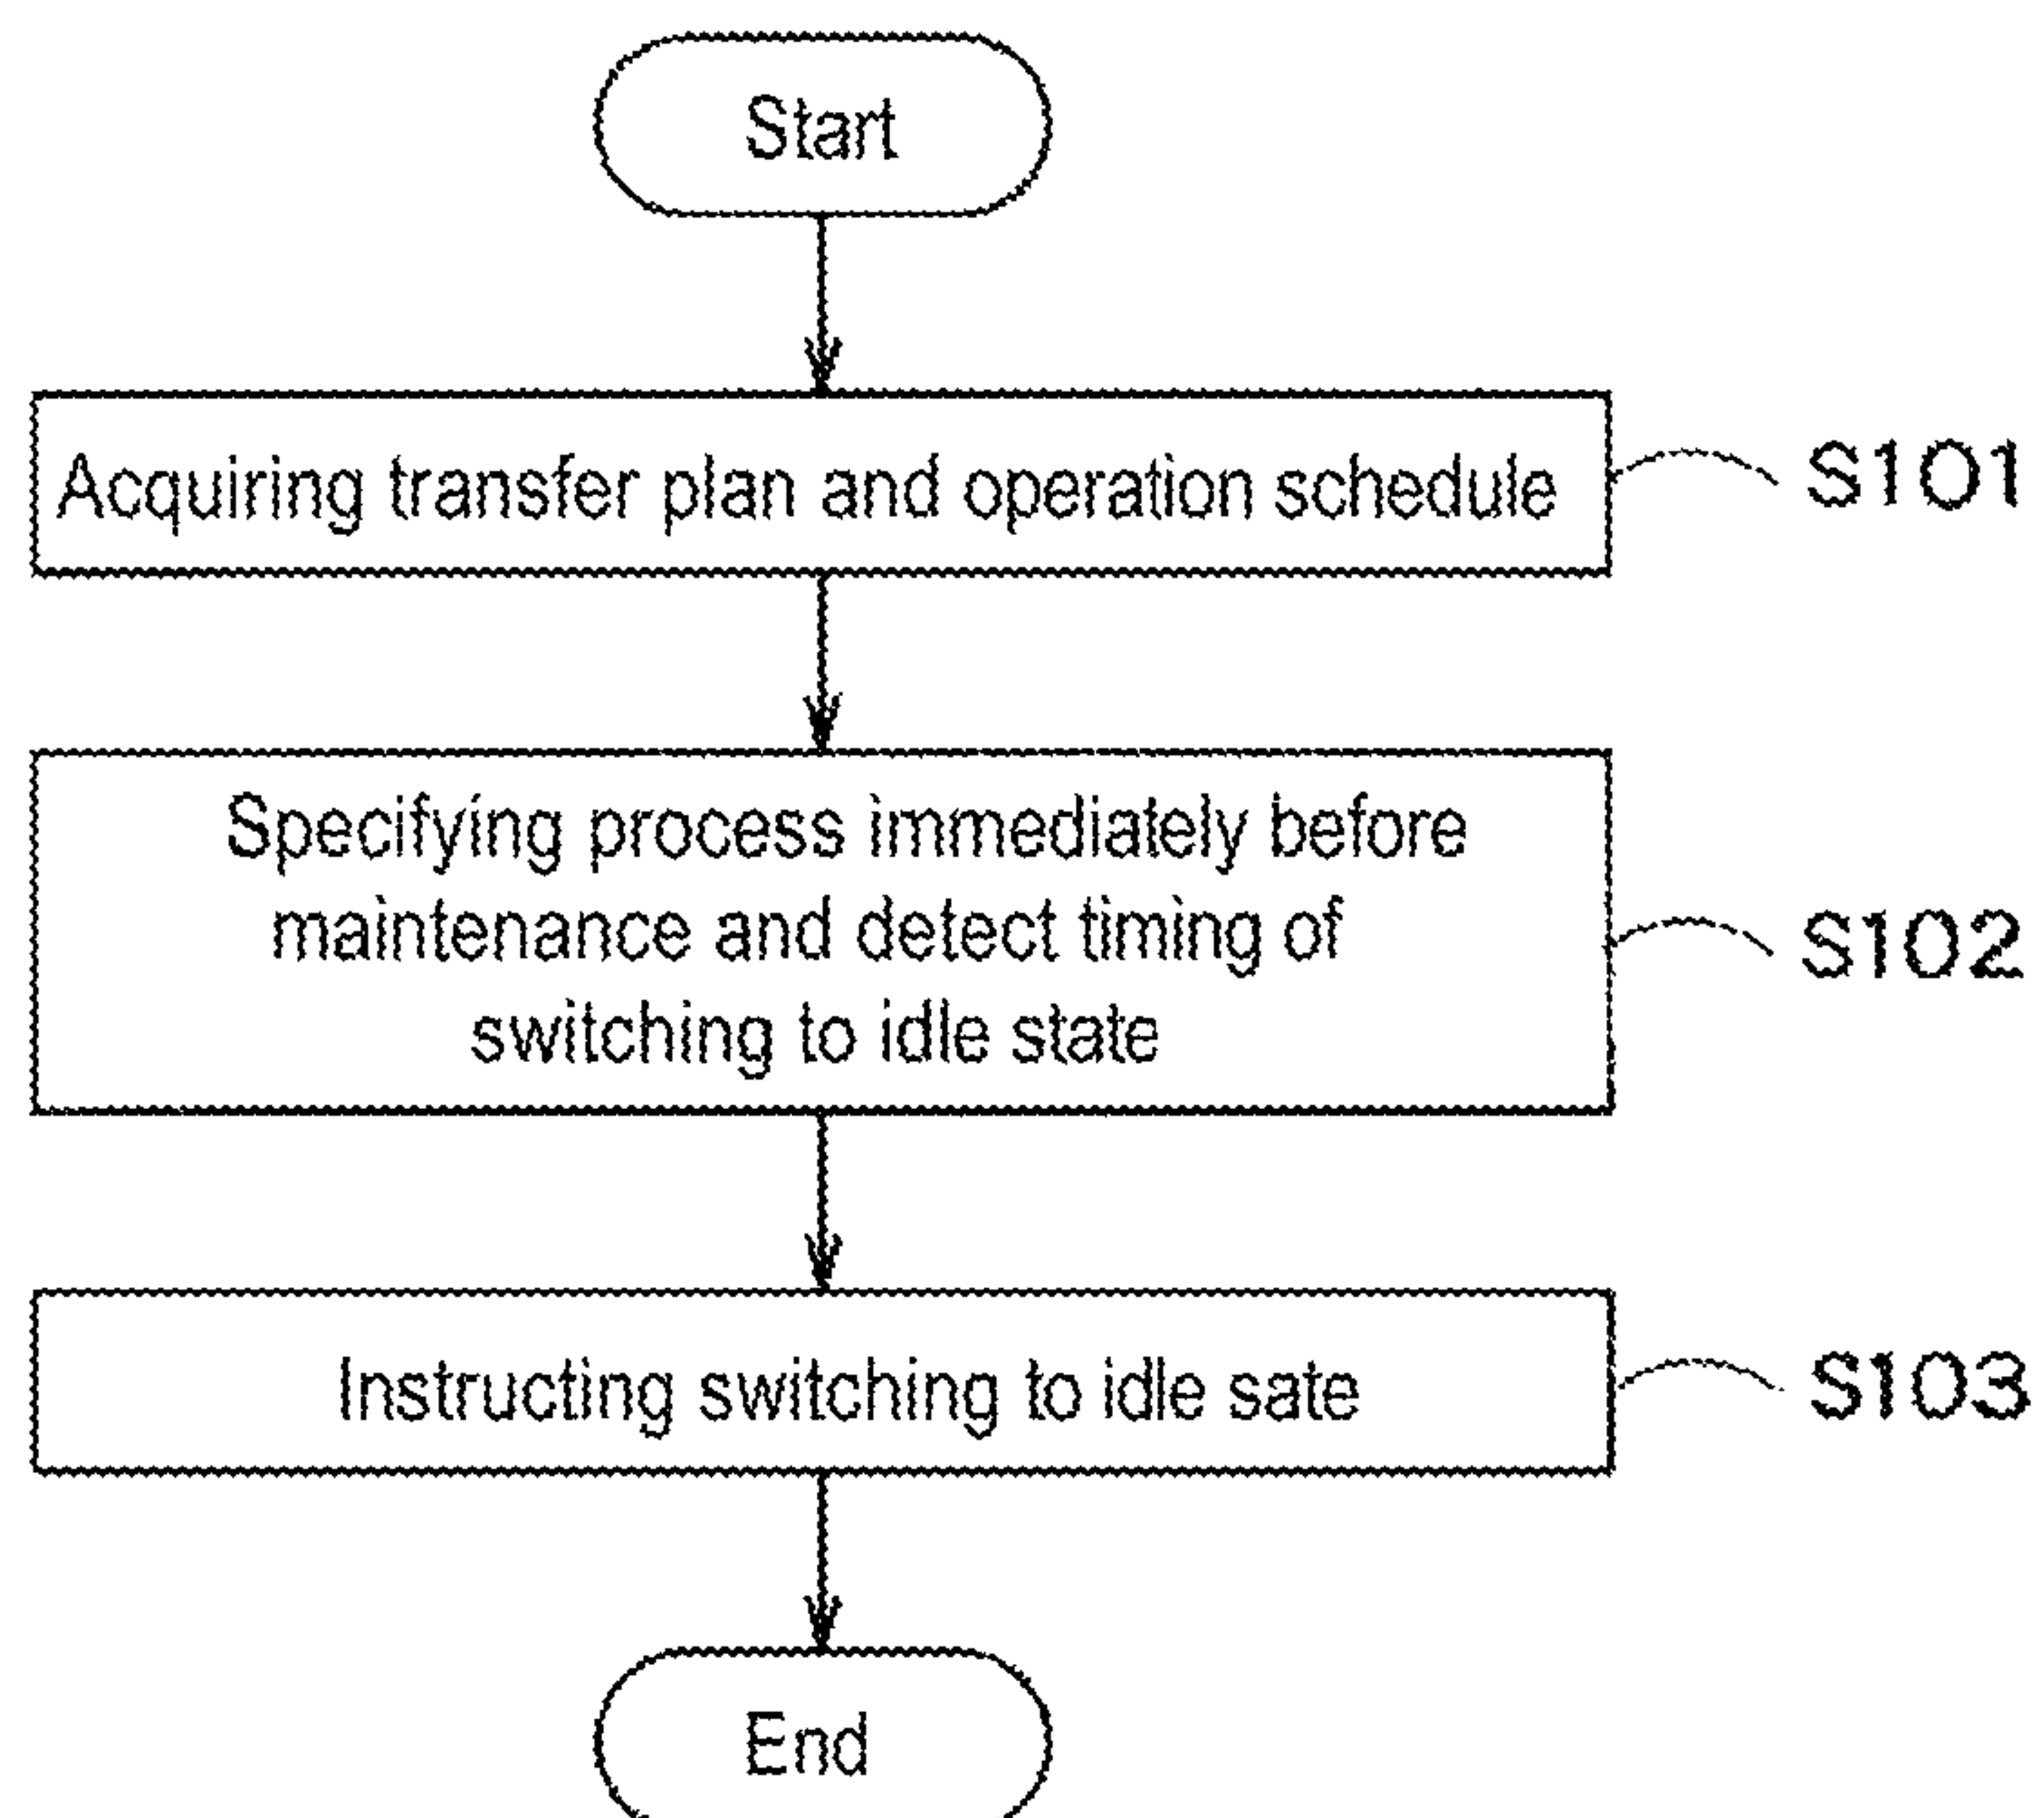 Start
Acquiring transfer plan and operation schedule
S101
Specifying process immediately before
maintenance and detect timing of
switching to idle state
S102
Instructing switching to idle sate
S103
End